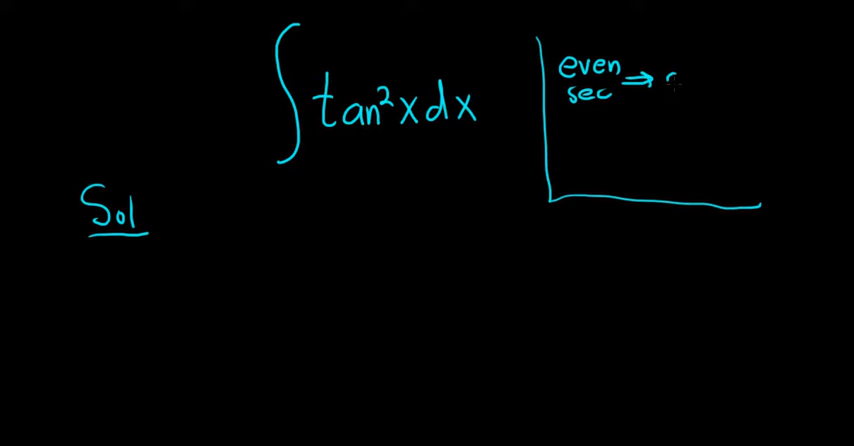 ∫ tan²x dx
even
sec ⇒
Sol